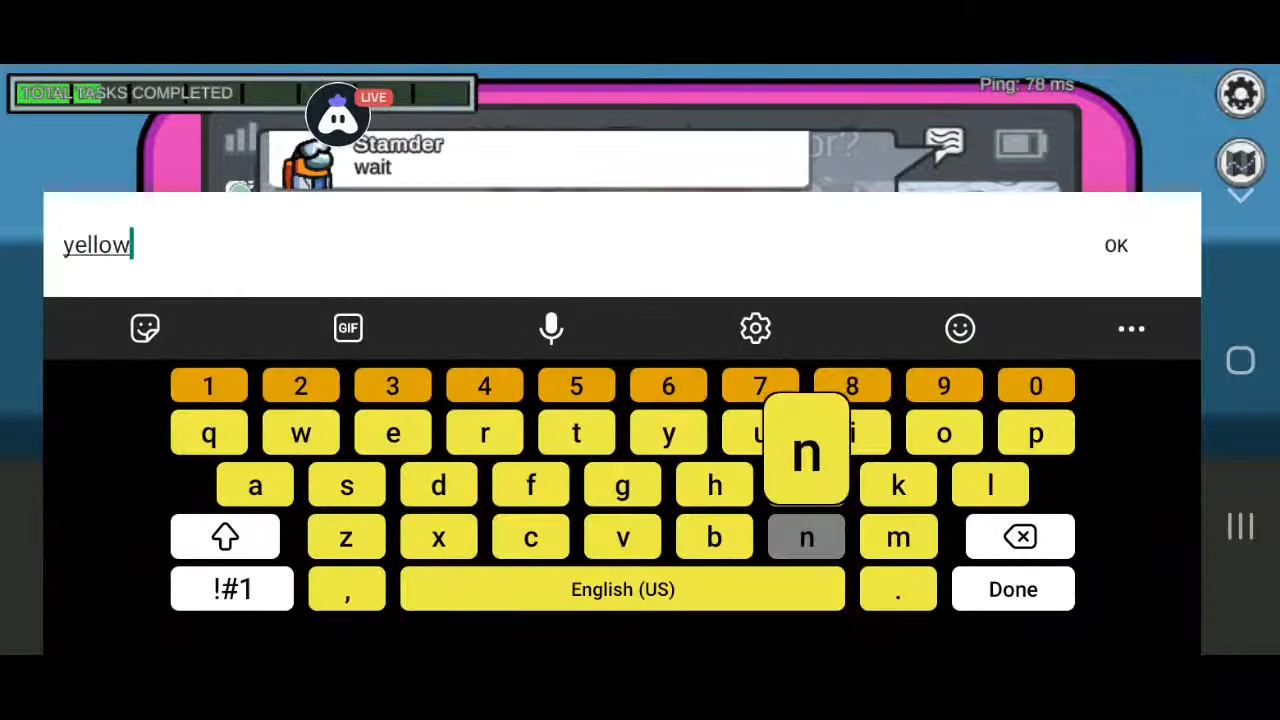 TOTAL TASKS COMPLETED
LIVE
Ping: 78 ms
Stamder
or?
wait
yellow
OK
GIF
1 2 3 4 5 6 7 8 9 0
q w e r t y u i o p
a s d f g h n k l
z x c v b n m
!#1 , English (US) . Done